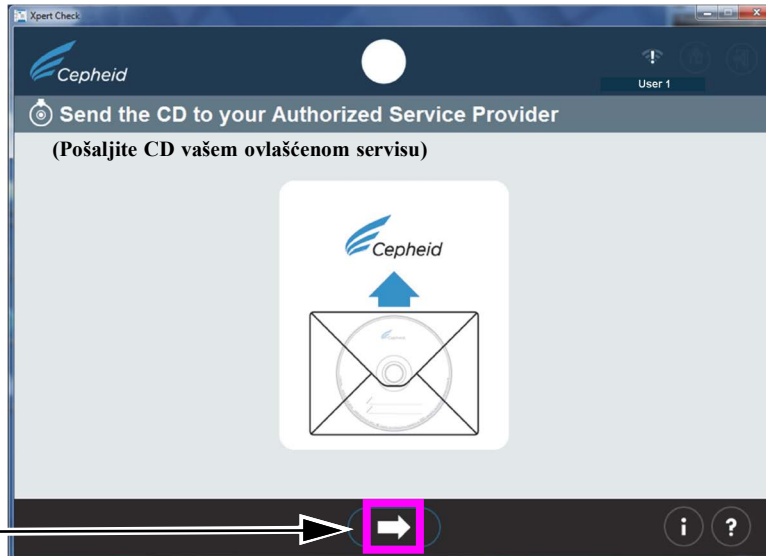 Xpert Check
Cepheid
User 1
Send the CD to your Authorized Service Provider
(Pošaljite CD vašem ovlašćenom servisu)
Cepheid
Cepheid
i
?